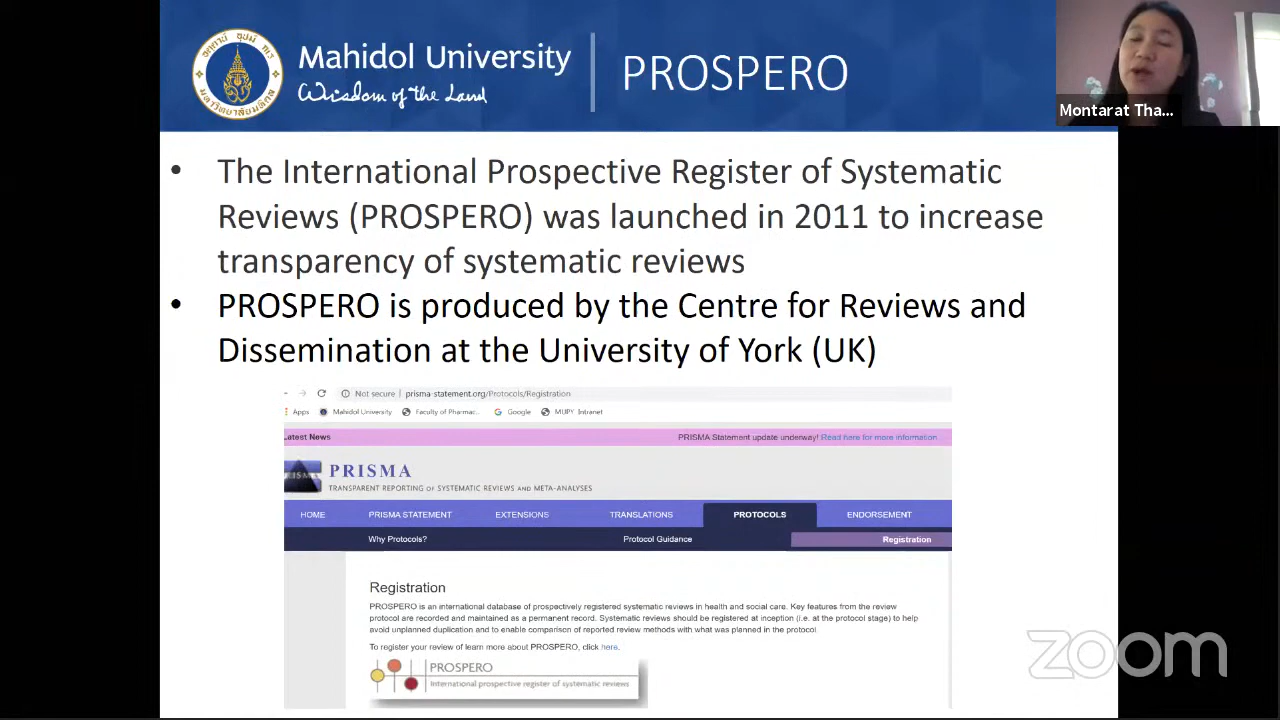 Mahidol University
Wisdom of the Land
PROSPERO
Montarat Tha...
• The International Prospective Register of Systematic
Reviews (PROSPERO) was launched in 2011 to increase
transparency of systematic reviews
• PROSPERO is produced by the Centre for Reviews and
Dissemination at the University of York (UK)
Not secure | prisma-statement.org/Protocols/Registration
Apps Mahidol University Faculty of Pharmac... Google MUPY Intranet
Latest News PRISMA Statement update underway! Read here for more information
PRISMA
TRANSPARENT REPORTING of SYSTEMATIC REVIEWS and META-ANALYSES
HOME PRISMA STATEMENT EXTENSIONS TRANSLATIONS PROTOCOLS ENDORSEMENT
Why Protocols? Protocol Guidance Registration
Registration
PROSPERO is an international database of prospectively registered systematic reviews in health and social care. Key features from the review
protocol are recorded and maintained as a permanent record. Systematic reviews should be registered at inception (i.e. at the protocol stage) to help
avoid unplanned duplication and to enable comparison of reported review methods with what was planned in the protocol.
To register your review of learn more about PROSPERO, click here.
PROSPERO
International prospective register of systematic reviews
zoom